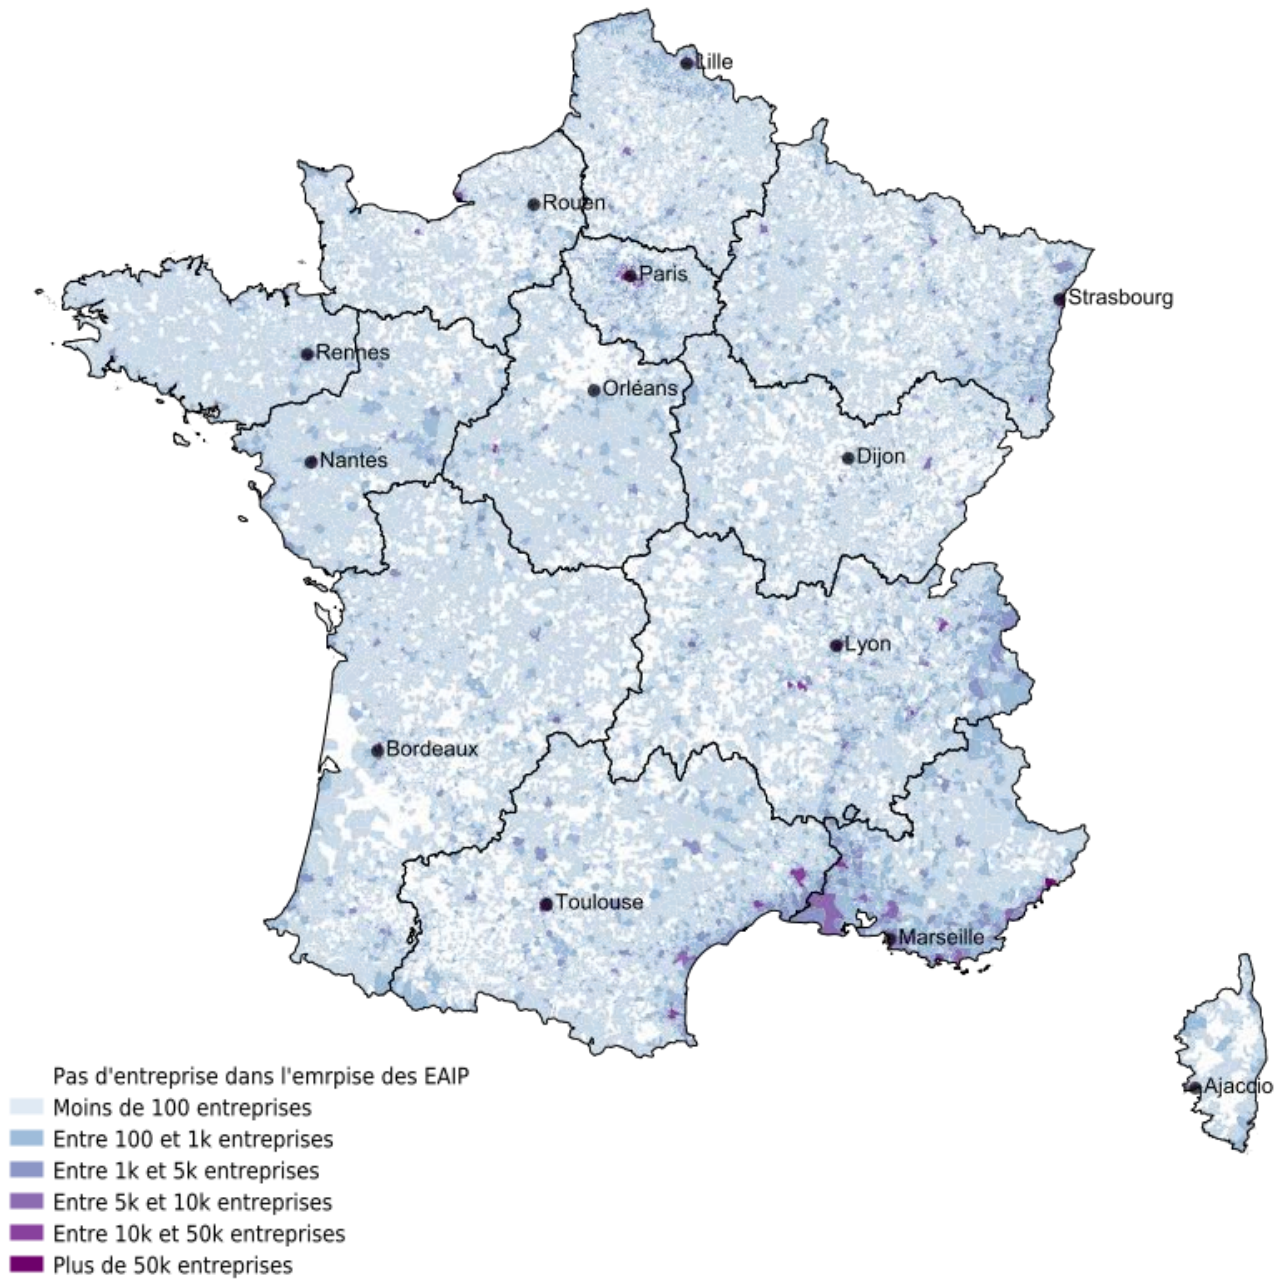 Lille
Rouen
Paris
Strasbourg
Rennes
Orléans
Dijon
Nantes
Lyon
Bordeaux
Toulouse
Marseille
Ajaccio
Pas d'entreprise dans l'emrpise des EAIP
Moins de 100 entreprises
Entre 100 et 1k entreprises
Entre 1k et 5k entreprises
Entre 5k et 10k entreprises
Entre 10k et 50k entreprises
Plus de 50k entreprises